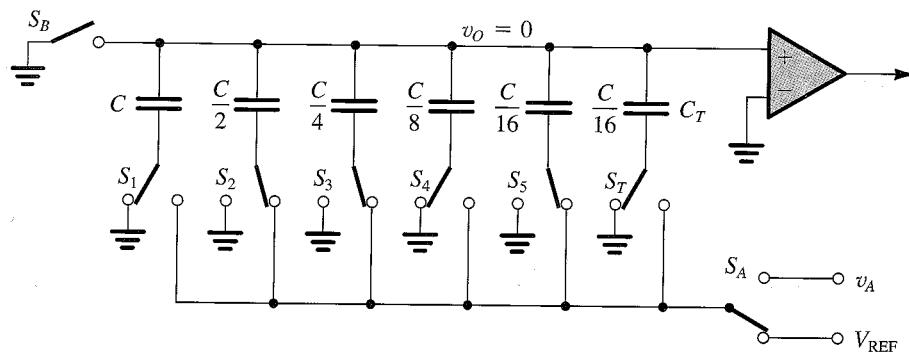 S_B
v_O = 0
+
−
C
C/2
C/4
C/8
C/16
C/16
C_T
S_1
S_2
S_3
S_4
S_5
S_T
S_A
v_A
V_REF